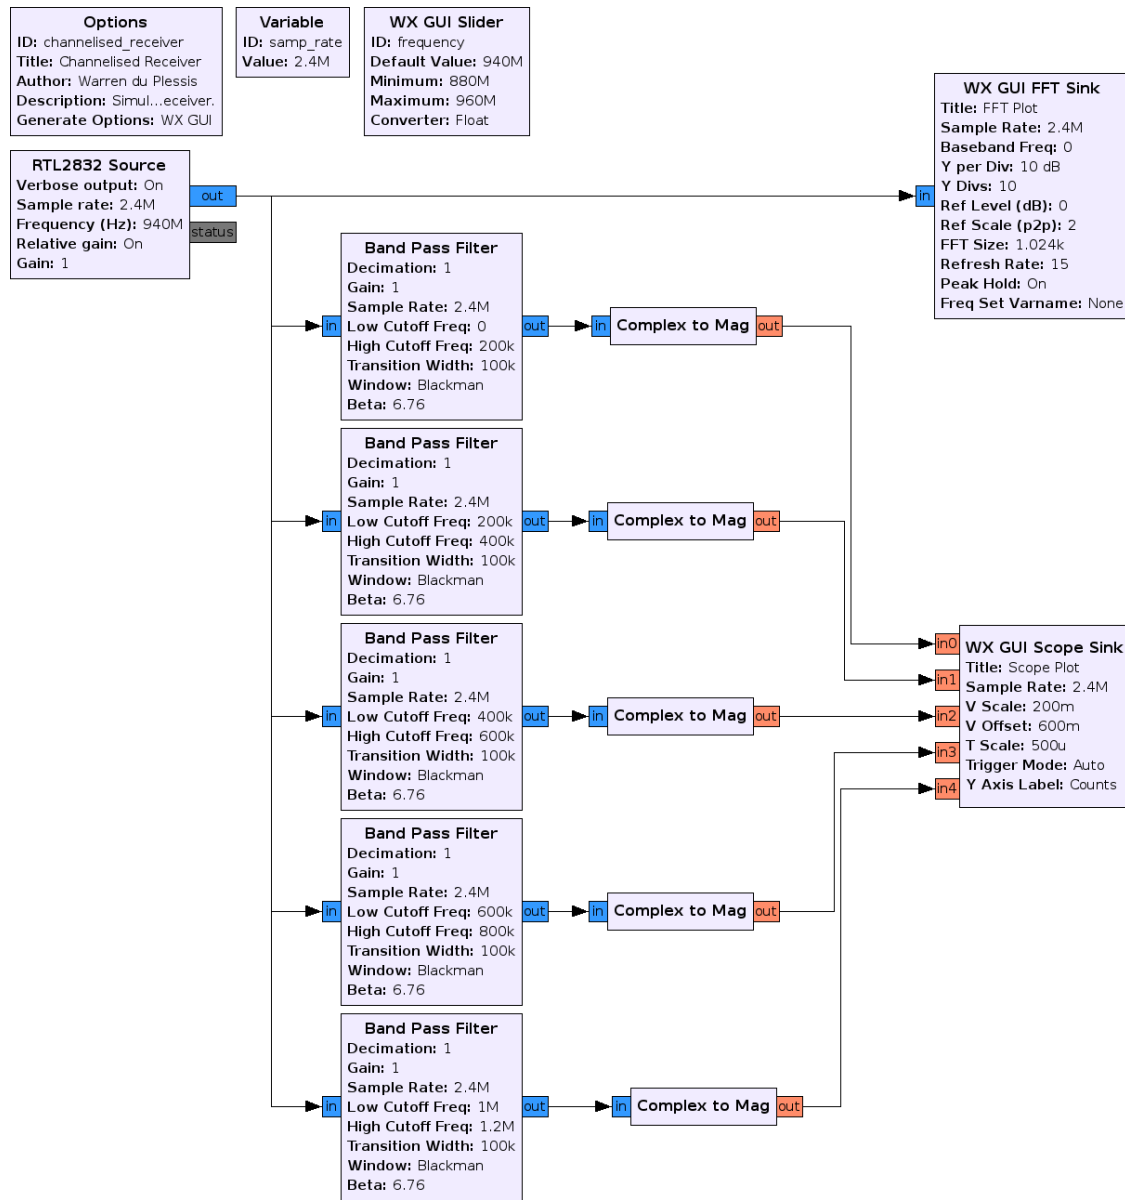 Options
ID: channelised_receiver
Title: Channelised Receiver
Author: Warren du Plessis
Description: Simul...eceiver.
Generate Options: WX GUI
Variable
ID: samp_rate
Value: 2.4M
WX GUI Slider
ID: frequency
Default Value: 940M
Minimum: 880M
Maximum: 960M
Converter: Float
WX GUI FFT Sink
Title: FFT Plot
Sample Rate: 2.4M
Baseband Freq: 0
Y per Div: 10 dB
Y Divs: 10
Ref Level (dB): 0
Ref Scale (p2p): 2
FFT Size: 1.024k
Refresh Rate: 15
Peak Hold: On
Freq Set Varname: None
in
RTL2832 Source
Verbose output: On
Sample rate: 2.4M
Frequency (Hz): 940M
Relative gain: On
Gain: 1
out
status
Band Pass Filter
Decimation: 1
Gain: 1
Sample Rate: 2.4M
Low Cutoff Freq: 0
High Cutoff Freq: 200k
Transition Width: 100k
Window: Blackman
Beta: 6.76
in
out
in
Complex to Mag
out
Band Pass Filter
Decimation: 1
Gain: 1
Sample Rate: 2.4M
Low Cutoff Freq: 200k
High Cutoff Freq: 400k
Transition Width: 100k
Window: Blackman
Beta: 6.76
in
out
in
Complex to Mag
out
Band Pass Filter
Decimation: 1
Gain: 1
Sample Rate: 2.4M
Low Cutoff Freq: 400k
High Cutoff Freq: 600k
Transition Width: 100k
Window: Blackman
Beta: 6.76
in
out
in
Complex to Mag
out
WX GUI Scope Sink
Title: Scope Plot
Sample Rate: 2.4M
V Scale: 200m
V Offset: 600m
T Scale: 500u
Trigger Mode: Auto
Y Axis Label: Counts
in0
in1
in2
in3
in4
Band Pass Filter
Decimation: 1
Gain: 1
Sample Rate: 2.4M
Low Cutoff Freq: 600k
High Cutoff Freq: 800k
Transition Width: 100k
Window: Blackman
Beta: 6.76
in
out
in
Complex to Mag
out
Band Pass Filter
Decimation: 1
Gain: 1
Sample Rate: 2.4M
Low Cutoff Freq: 1M
High Cutoff Freq: 1.2M
Transition Width: 100k
Window: Blackman
Beta: 6.76
in
out
in
Complex to Mag
out